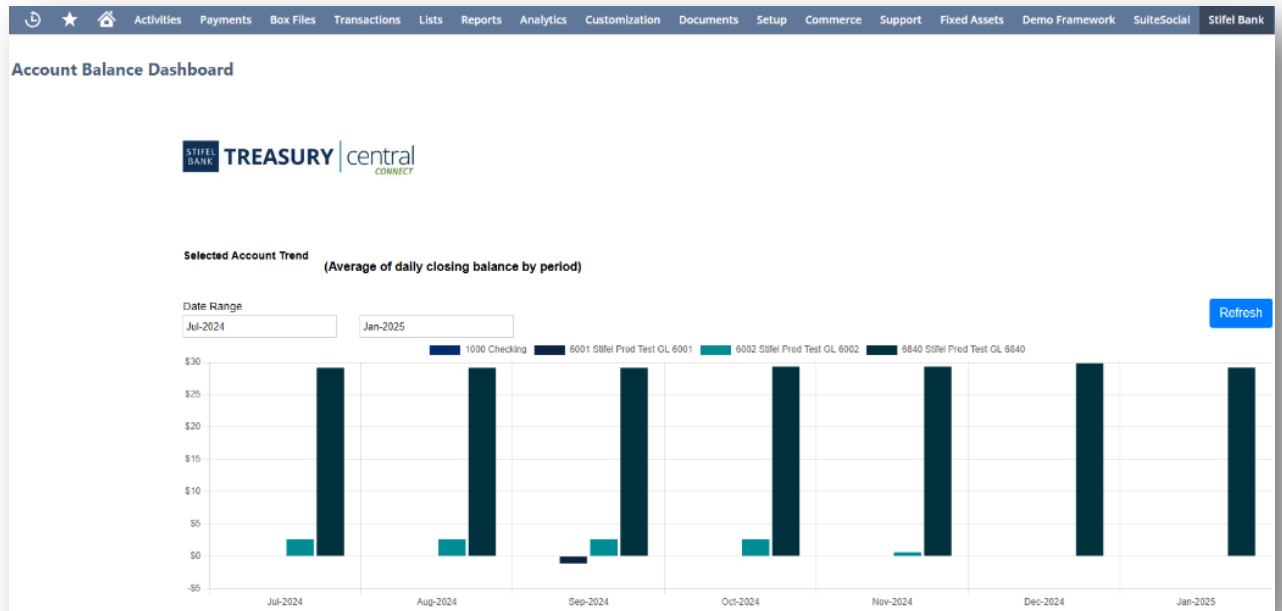 Activities Payments Box Files Transactions Lists Reports Analytics Customization Documents Setup Commerce Support Fixed Assets Demo Framework SuiteSocial Stifel Bank
Account Balance Dashboard
STIFEL
BANK
TREASURY central
CONNECT
Selected Account Trend
(Average of daily closing balance by period)
Date Range
Jul-2024 Jan-2025
Refresh
1000 Checking 6001 Stifel Prod Test GL 6001 6002 Stifel Prod Test GL 6002 6840 Stifel Prod Test GL 6840
$30
$25
$20
$15
$10
$5
$0
-$5
Jul-2024 Aug-2024 Sep-2024 Oct-2024 Nov-2024 Dec-2024 Jan-2025